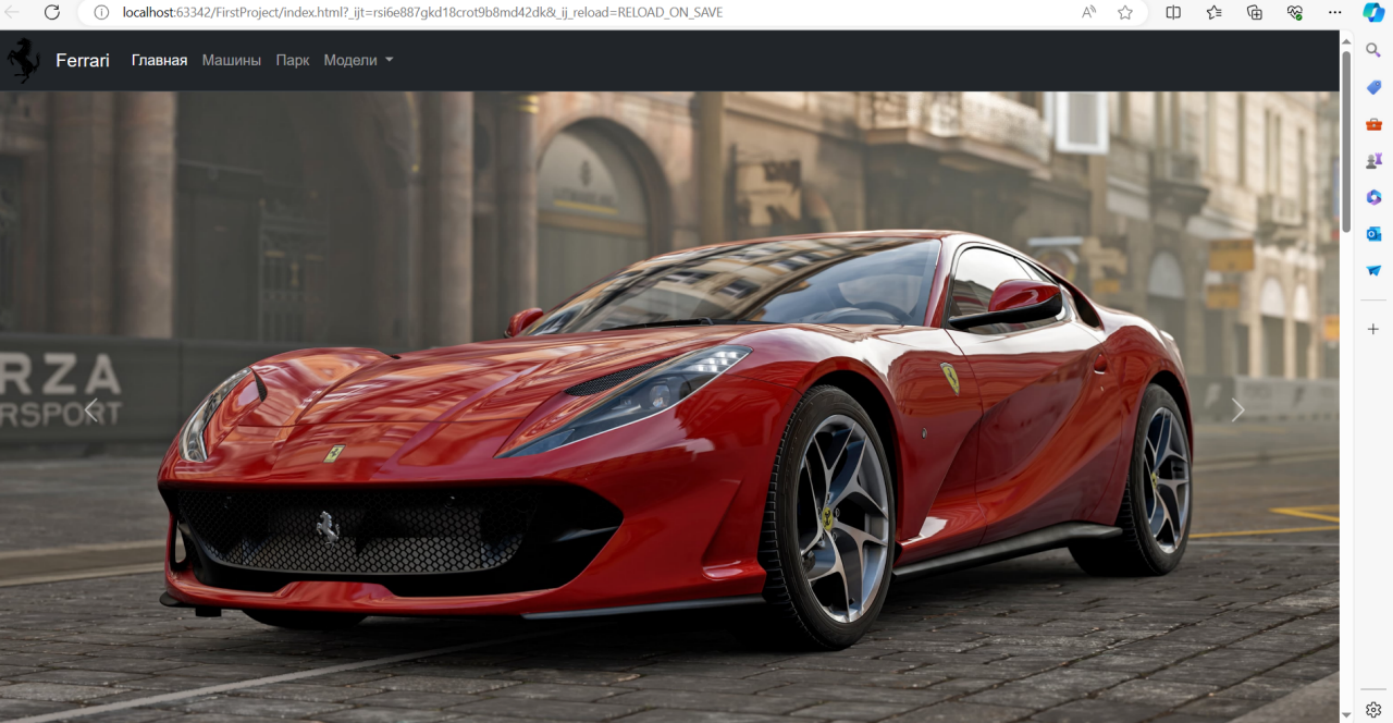 localhost:63342/FirstProject/index.html?_ijt=rsi6e887gkd18crot9b8md42dk&_ij_reload=RELOAD_ON_SAVE
Ferrari Главная Машины Парк Модели
RZA
RSPORT